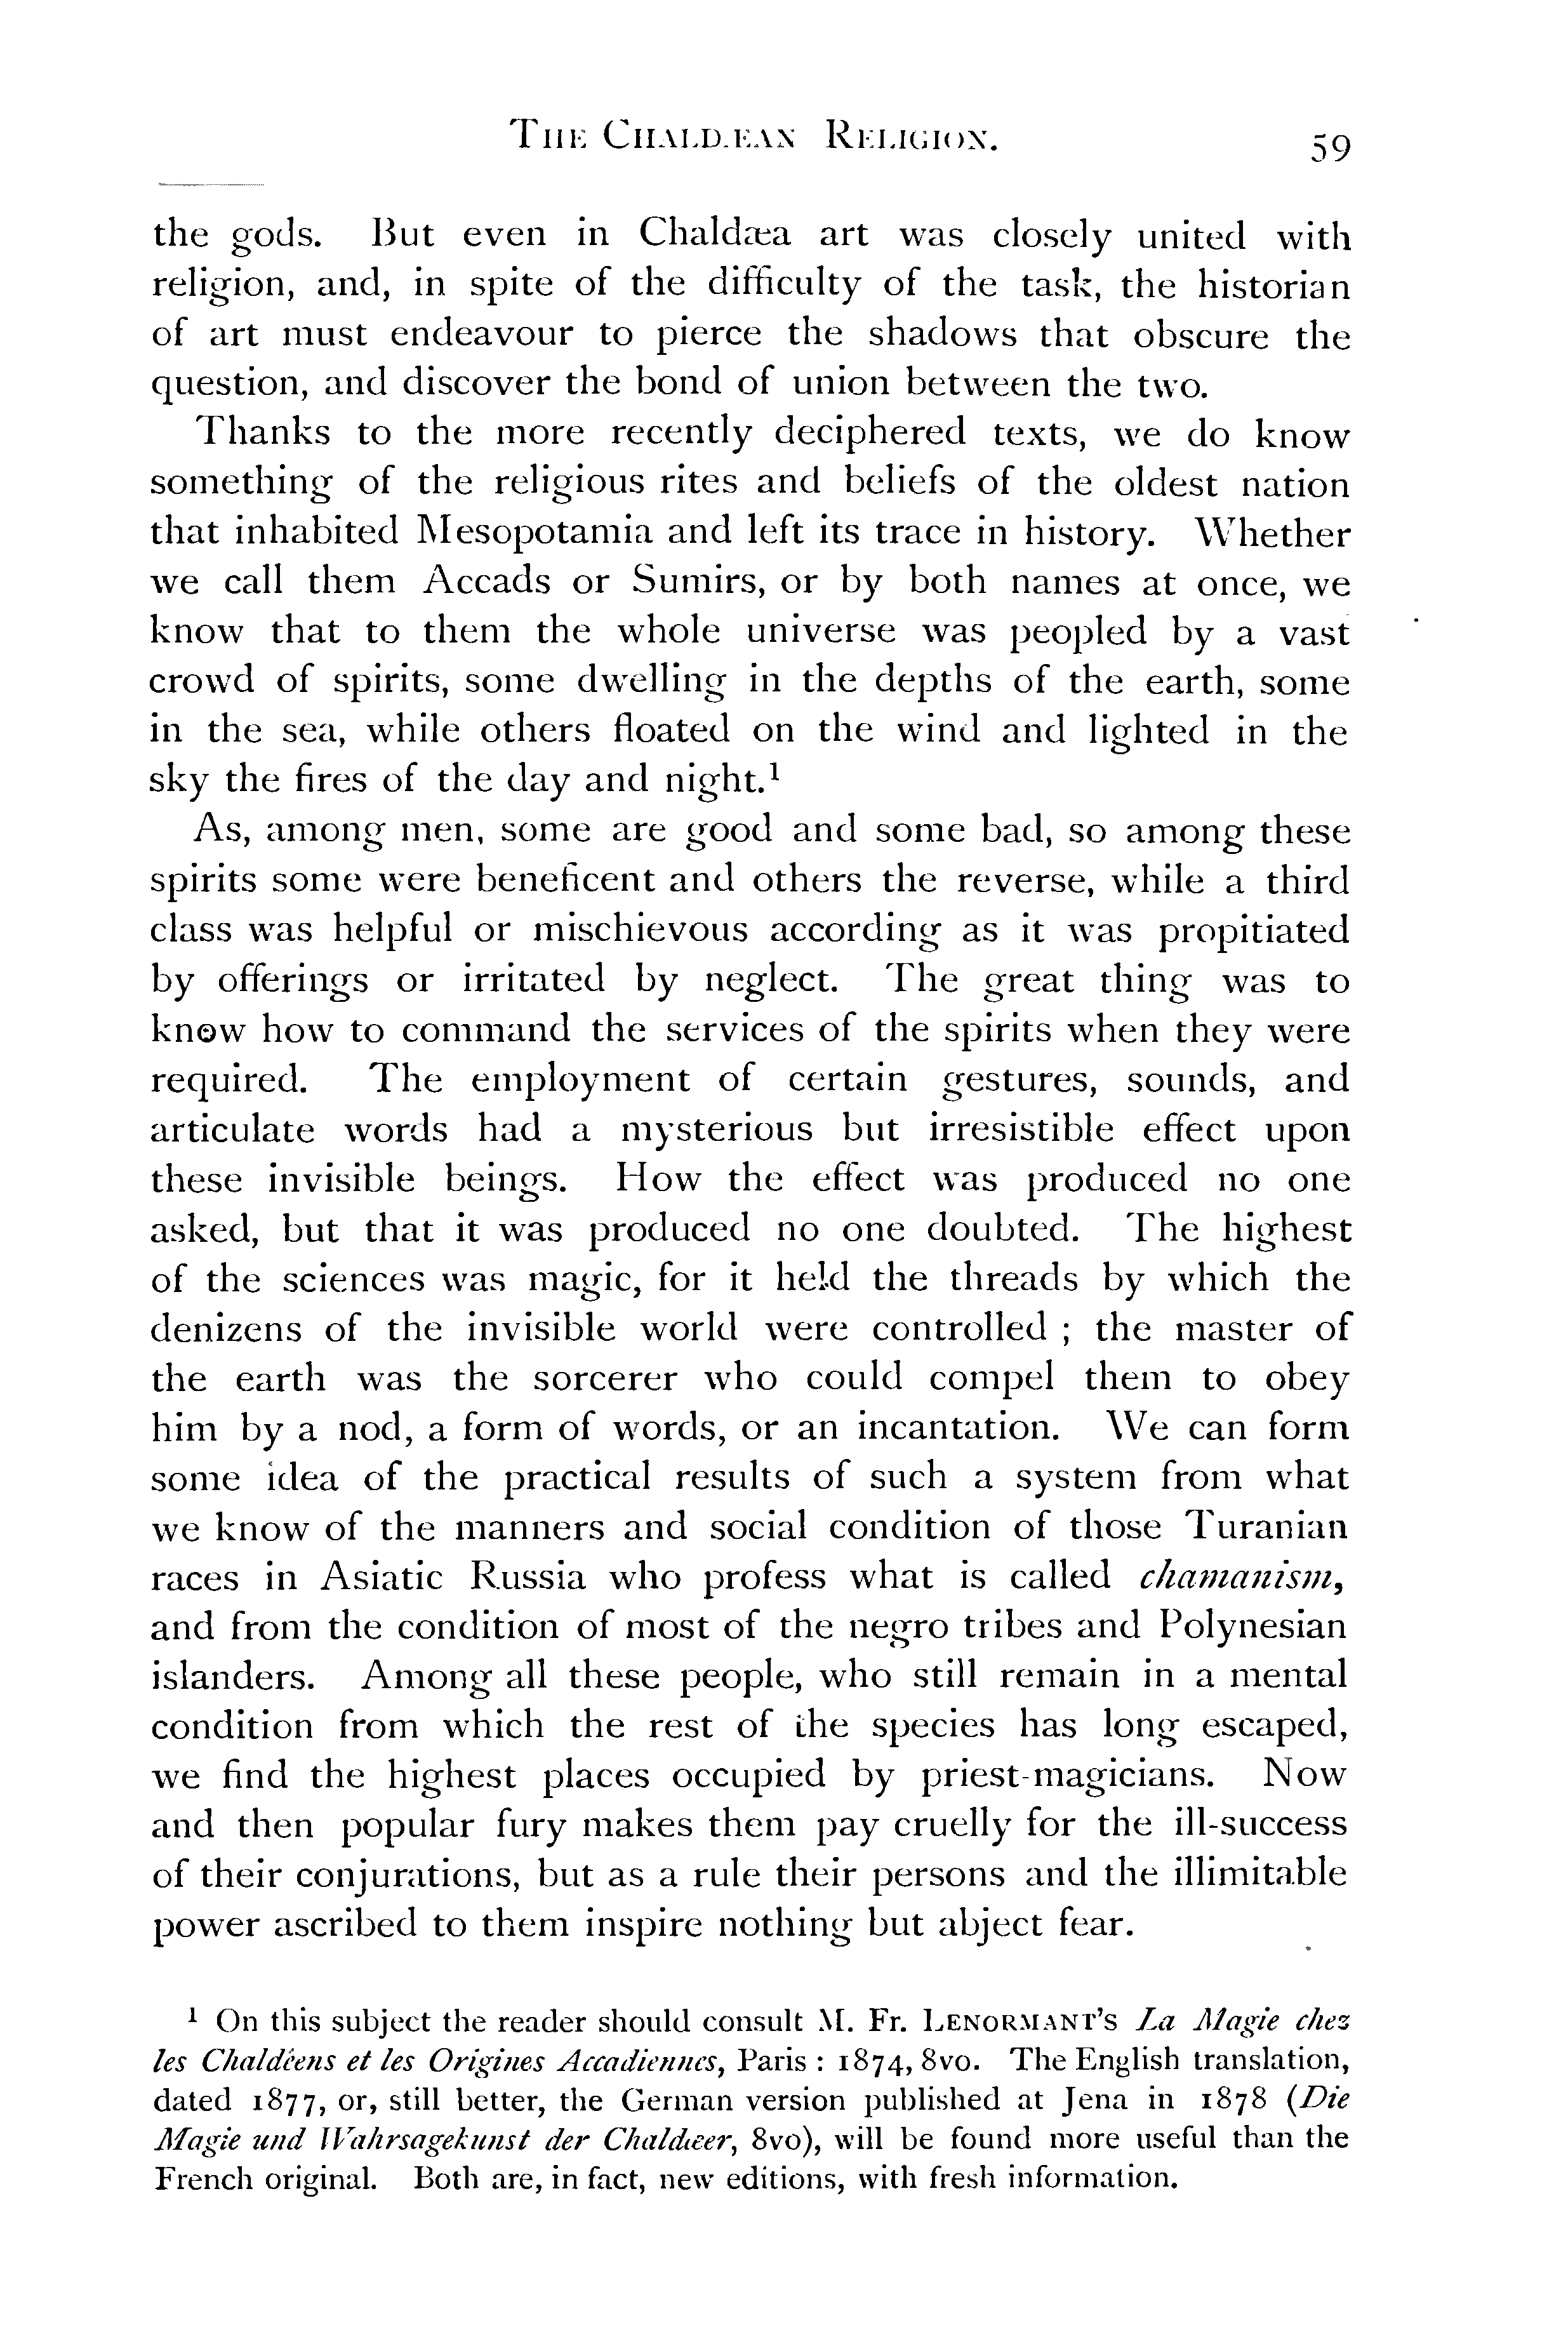 THE CHALDÆAN RELIGION. 59
the gods. But even in Chaldæa art was closely united with
religion, and, in spite of the difficulty of the task, the historian
of art must endeavour to pierce the shadows that obscure the
question, and discover the bond of union between the two.
Thanks to the more recently deciphered texts, we do know
something of the religious rites and beliefs of the oldest nation
that inhabited Mesopotamia and left its trace in history. Whether
we call them Accads or Sumirs, or by both names at once, we
know that to them the whole universe was peopled by a vast
crowd of spirits, some dwelling in the depths of the earth, some
in the sea, while others floated on the wind and lighted in the
sky the fires of the day and night.¹
As, among men, some are good and some bad, so among these
spirits some were beneficent and others the reverse, while a third
class was helpful or mischievous according as it was propitiated
by offerings or irritated by neglect. The great thing was to
know how to command the services of the spirits when they were
required. The employment of certain gestures, sounds, and
articulate words had a mysterious but irresistible effect upon
these invisible beings. How the effect was produced no one
asked, but that it was produced no one doubted. The highest
of the sciences was magic, for it held the threads by which the
denizens of the invisible world were controlled ; the master of
the earth was the sorcerer who could compel them to obey
him by a nod, a form of words, or an incantation. We can form
some idea of the practical results of such a system from what
we know of the manners and social condition of those Turanian
races in Asiatic Russia who profess what is called chamanism,
and from the condition of most of the negro tribes and Polynesian
islanders. Among all these people, who still remain in a mental
condition from which the rest of the species has long escaped,
we find the highest places occupied by priest-magicians. Now
and then popular fury makes them pay cruelly for the ill-success
of their conjurations, but as a rule their persons and the illimitable
power ascribed to them inspire nothing but abject fear.
¹ On this subject the reader should consult M. Fr. LENORMANT'S La Magie chez
les Chaldéens et les Origines Accadiennes, Paris : 1874, 8vo. The English translation,
dated 1877, or, still better, the German version published at Jena in 1878 (Die
Magie und Wahrsagekunst der Chaldæer, 8vo), will be found more useful than the
French original. Both are, in fact, new editions, with fresh information.